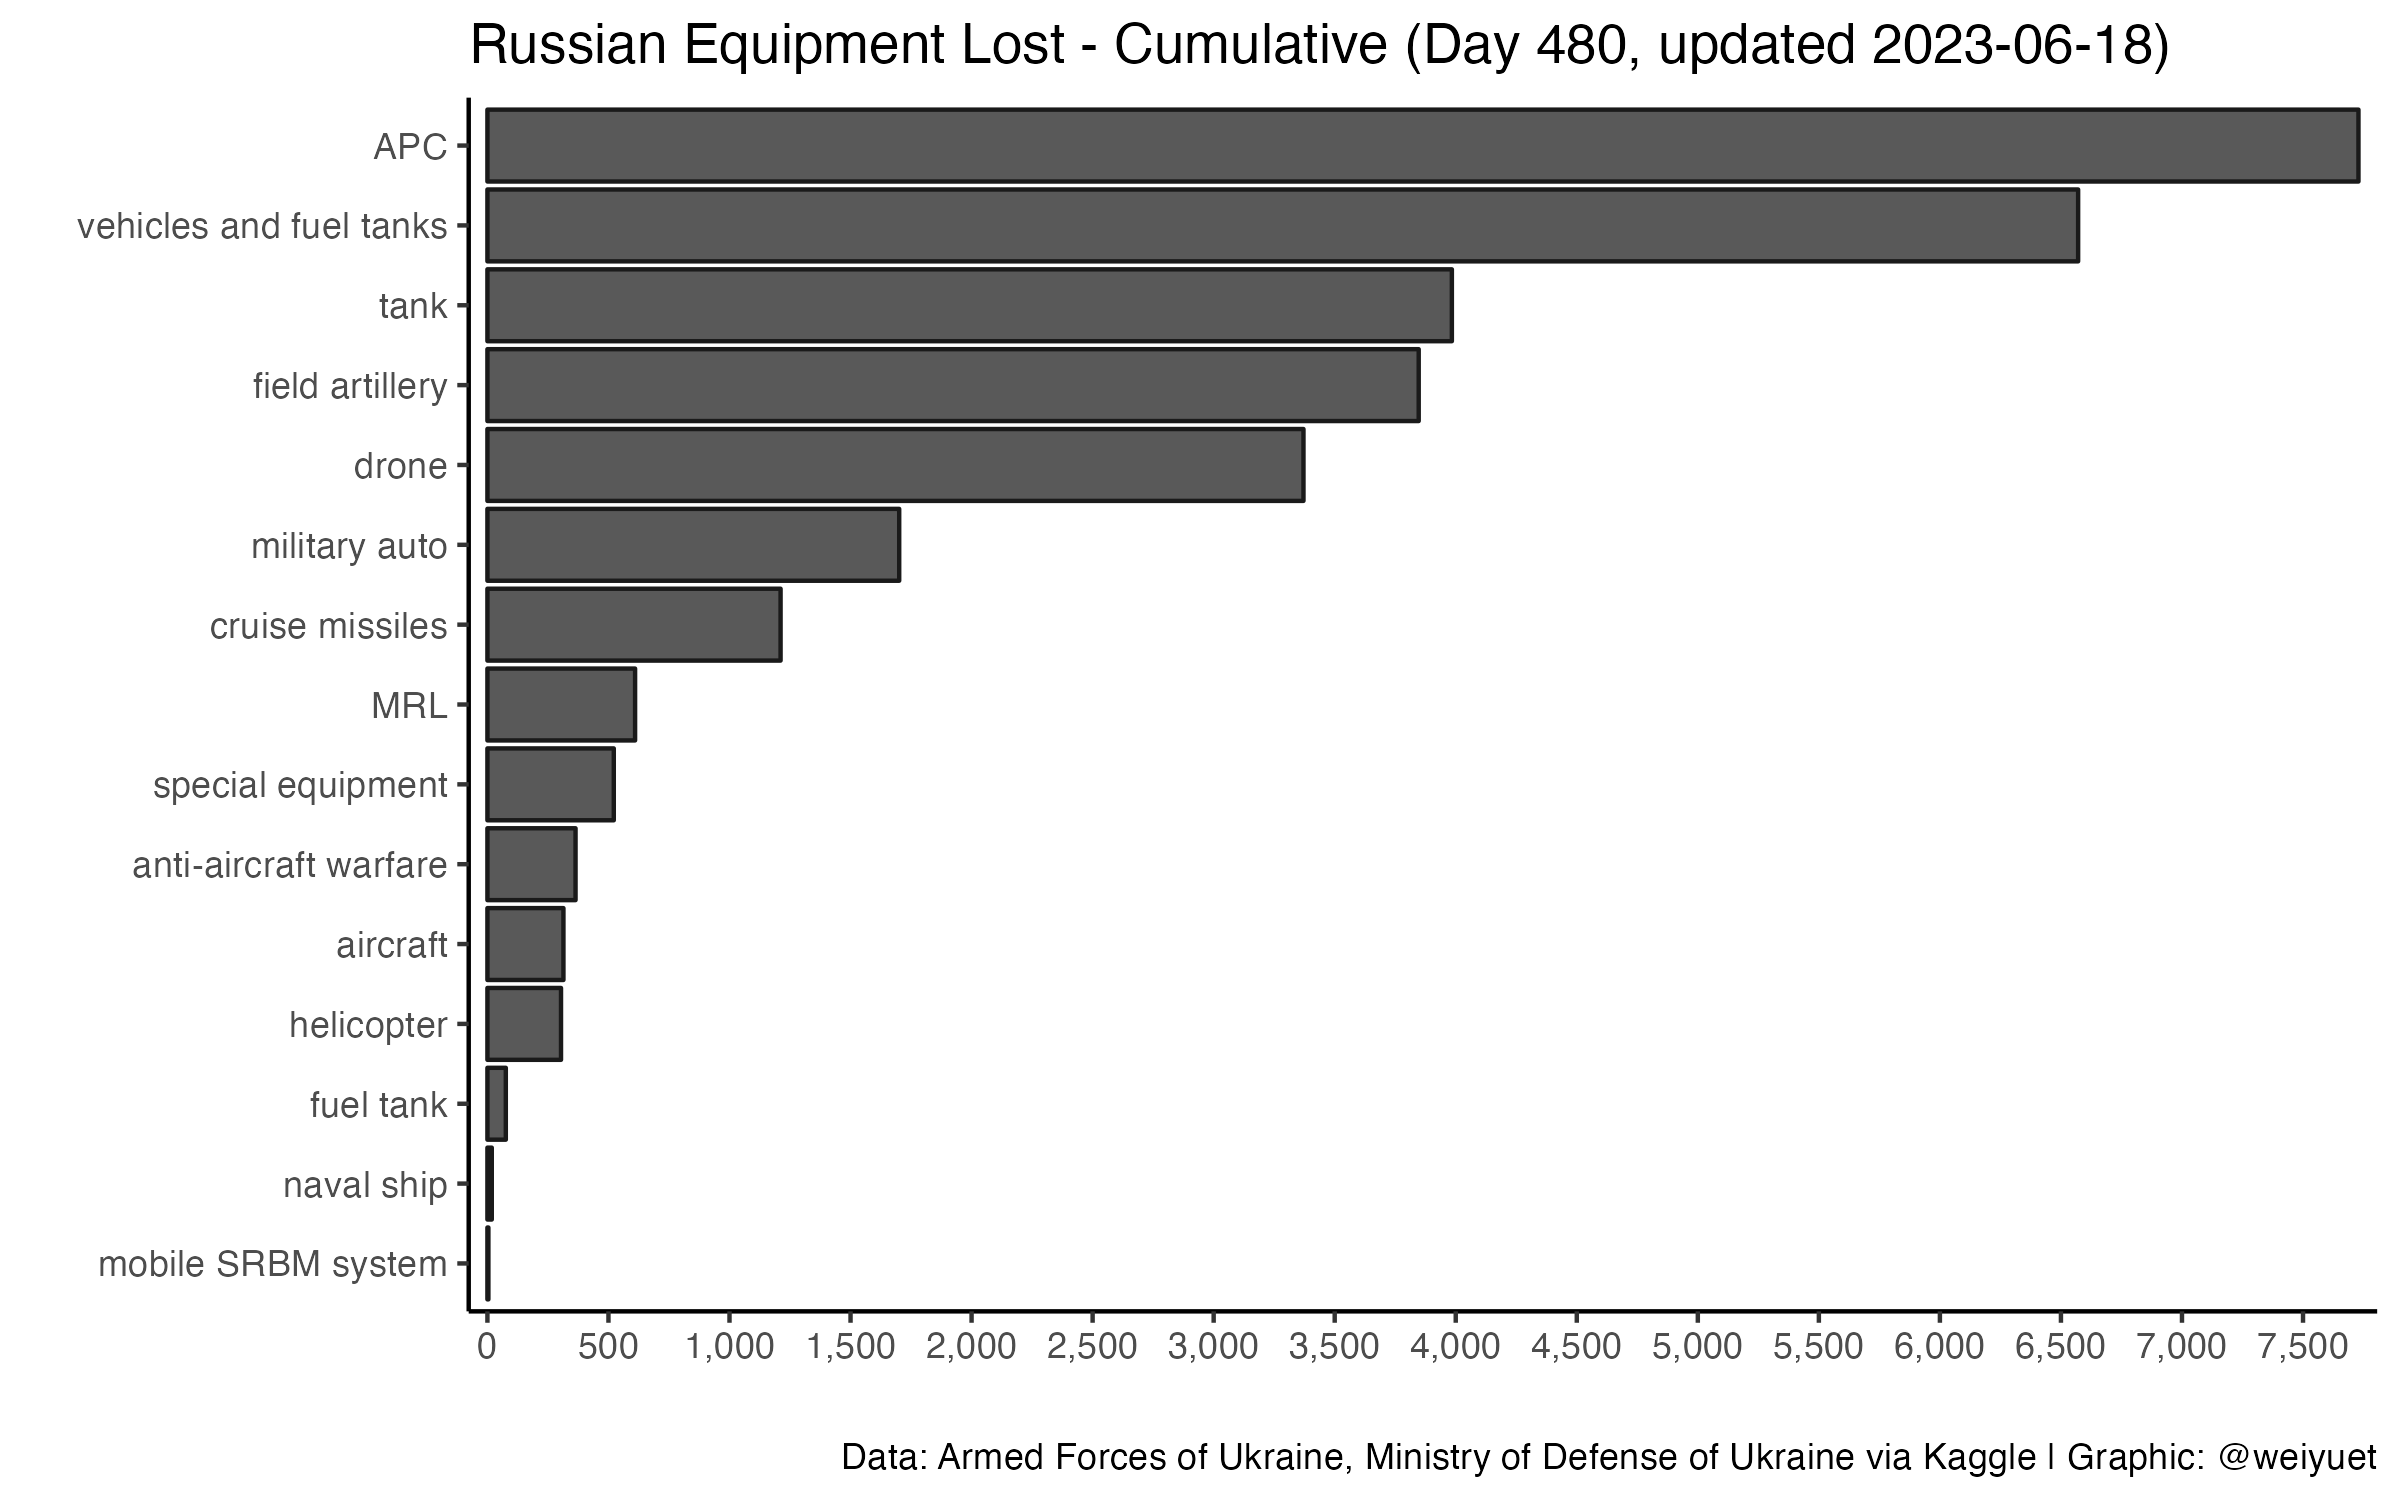 Russian Equipment Lost - Cumulative (Day 480, updated 2023-06-18)
APC
vehicles and fuel tanks
tank
field artillery
drone
military auto
cruise missiles
MRL
special equipment
anti-aircraft warfare
aircraft
helicopter
fuel tank
naval ship
mobile SRBM system
0 500 1,000 1,500 2,000 2,500 3,000 3,500 4,000 4,500 5,000 5,500 6,000 6,500 7,000 7,500
Data: Armed Forces of Ukraine, Ministry of Defense of Ukraine via Kaggle | Graphic: @weiyuet